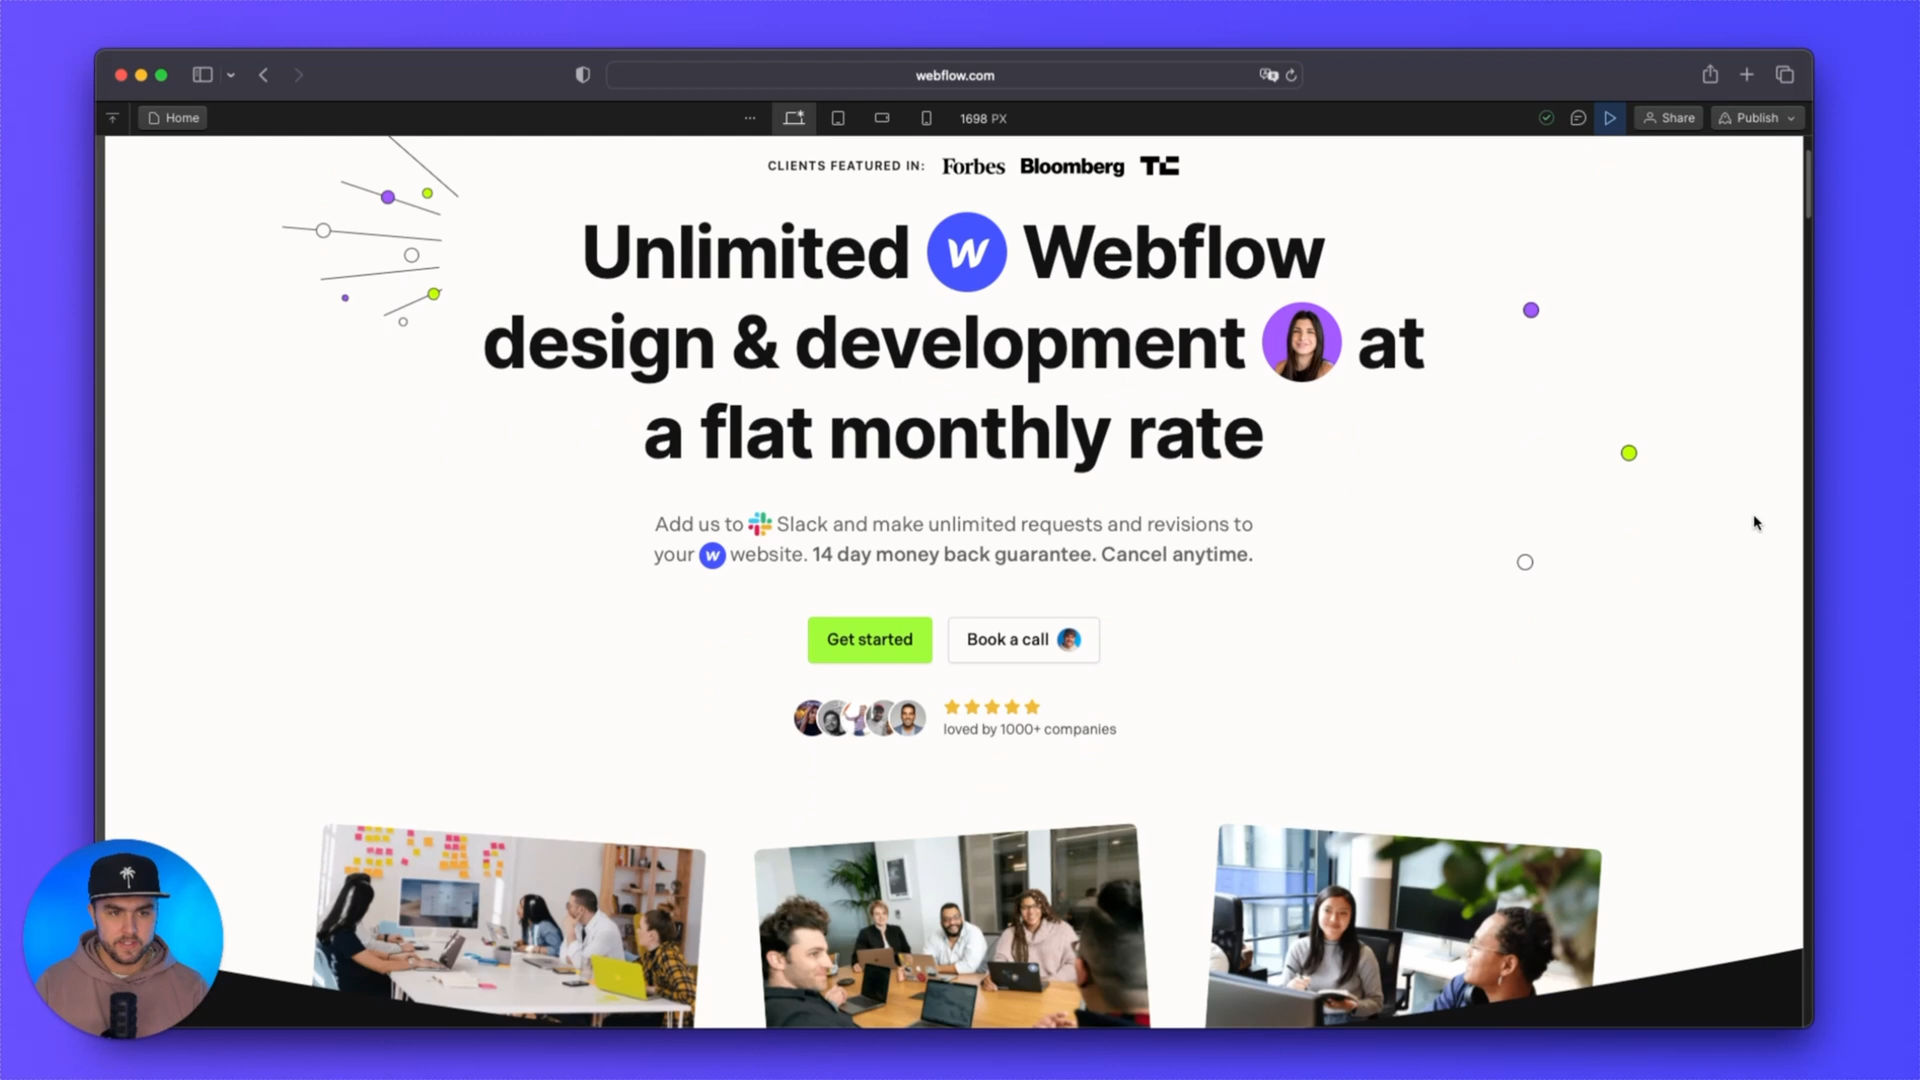 webflow.com
Home
1698 PX
Share
Publish
CLIENTS FEATURED IN: Forbes Bloomberg TC
Unlimited w Webflow
design & development at
a flat monthly rate
Add us to Slack and make unlimited requests and revisions to
your w website. 14 day money back guarantee. Cancel anytime.
Get started
Book a call
loved by 1000+ companies